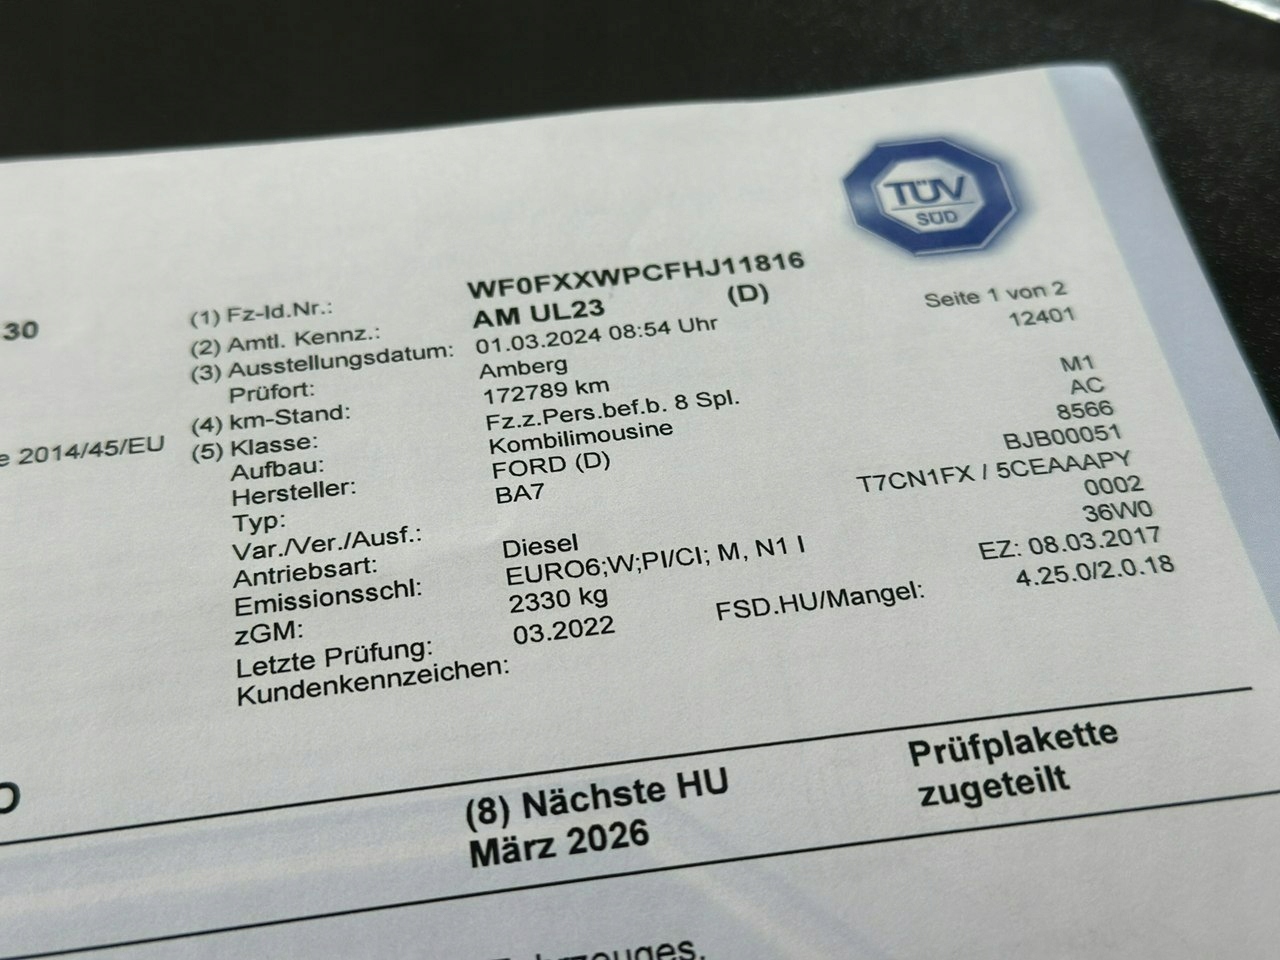 TÜV
SÜD
30
(1) Fz-Id.Nr.: WF0FXXWPCFHJ11816
(2) Amtl. Kennz.: AM UL23 (D) Seite 1 von 2
(3) Ausstellungsdatum: 01.03.2024 08:54 Uhr 12401
Prüfort: Amberg
(4) km-Stand: 172789 km
(5) Klasse: Fz.z.Pers.bef.b. 8 Spl. M1
Aufbau: Kombilimousine AC
Hersteller: FORD (D) 8566
Typ: BA7 BJB00051
Var./Ver./Ausf.: T7CN1FX / 5CEAAAPY
Antriebsart: Diesel 0002
Emissionsschl: EURO6;W;PI/CI; M, N1 I 36W0
zGM: 2330 kg EZ: 08.03.2017
Letzte Prüfung: 03.2022 FSD.HU/Mangel: 4.25.0/2.0.18
Kundenkennzeichen:
e 2014/45/EU
O
(8) Nächste HU
März 2026
Prüfplakette
zugeteilt